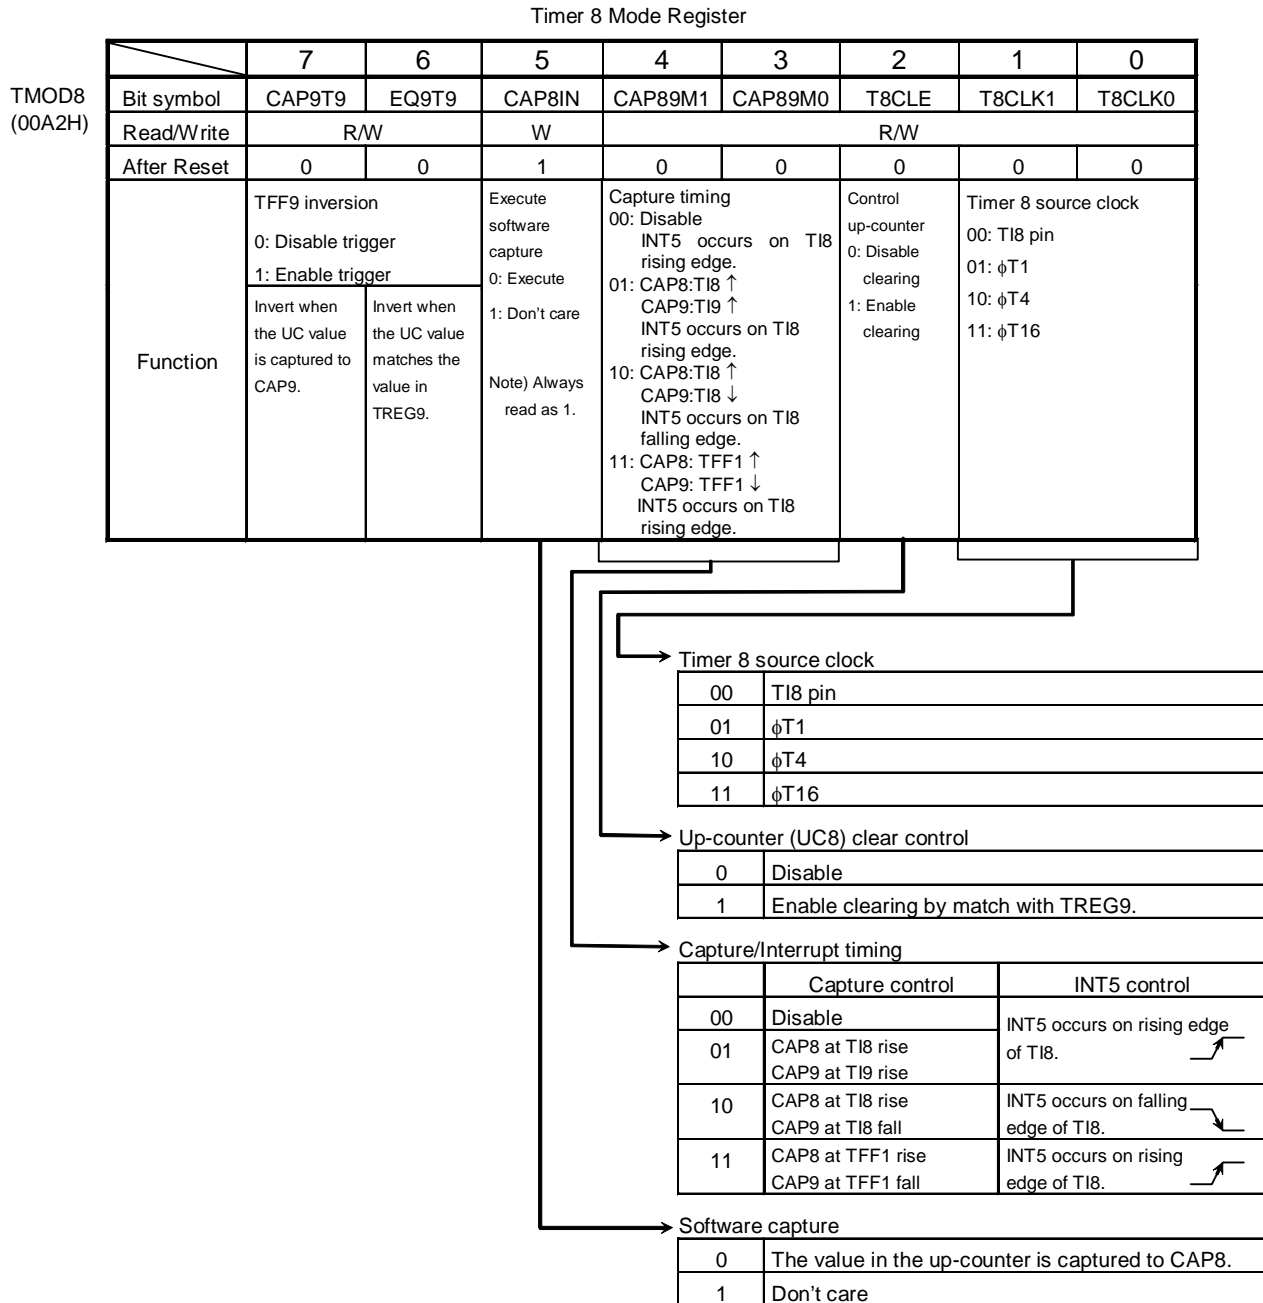 Timer 8 Mode Register
7 6 5 4 3 2 1 0
TMOD8
(00A2H)
Bit symbol CAP9T9 EQ9T9 CAP8IN CAP89M1 CAP89M0 T8CLE T8CLK1 T8CLK0
Read/Write R/W W R/W
After Reset 0 0 1 0 0 0 0 0
Function
TFF9 inversion
0: Disable trigger
1: Enable trigger
Invert when
the UC value
is captured to
CAP9.
Invert when
the UC value
matches the
value in
TREG9.
Execute
software
capture
0: Execute
1: Don't care
Note) Always
read as 1.
Capture timing
00: Disable
INT5 occurs on TI8
rising edge.
01: CAP8:TI8 ↑
CAP9:TI9 ↑
INT5 occurs on TI8
rising edge.
10: CAP8:TI8 ↑
CAP9:TI8 ↓
INT5 occurs on TI8
falling edge.
11: CAP8: TFF1 ↑
CAP9: TFF1 ↓
INT5 occurs on TI8
rising edge.
Control
up-counter
0: Disable
clearing
1: Enable
clearing
Timer 8 source clock
00: TI8 pin
01: ϕT1
10: ϕT4
11: ϕT16
Timer 8 source clock
00 TI8 pin
01 ϕT1
10 ϕT4
11 ϕT16
Up-counter (UC8) clear control
0 Disable
1 Enable clearing by match with TREG9.
Capture/Interrupt timing
Capture control INT5 control
00 Disable
01 CAP8 at TI8 rise
CAP9 at TI9 rise
INT5 occurs on rising edge
of TI8.
10 CAP8 at TI8 rise
CAP9 at TI8 fall
INT5 occurs on falling
edge of TI8.
11 CAP8 at TFF1 rise
CAP9 at TFF1 fall
INT5 occurs on rising
edge of TI8.
Software capture
0 The value in the up-counter is captured to CAP8.
1 Don't care